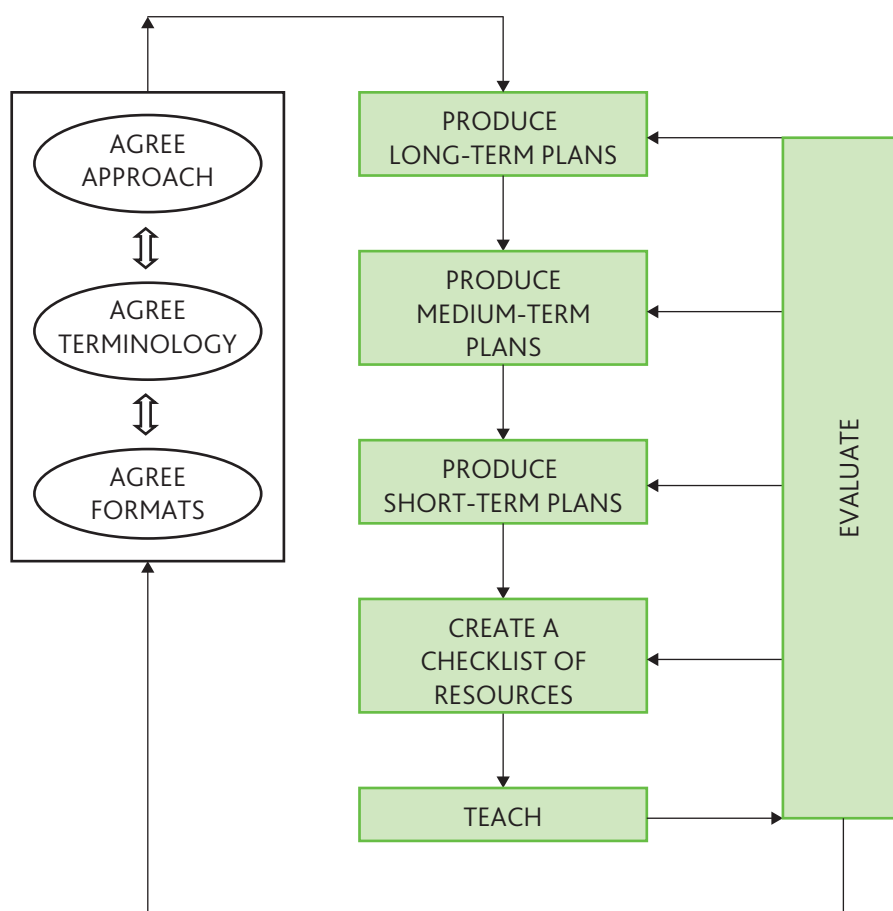 AGREE
APPROACH
AGREE
TERMINOLOGY
AGREE
FORMATS
PRODUCE
LONG-TERM PLANS
PRODUCE
MEDIUM-TERM
PLANS
PRODUCE
SHORT-TERM PLANS
CREATE A
CHECKLIST OF
RESOURCES
TEACH
EVALUATE